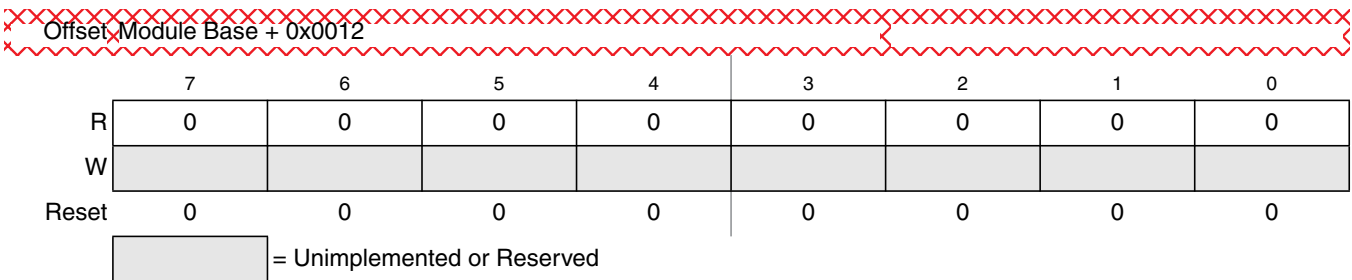 Offset Module Base + 0x0012
7 6 5 4 3 2 1 0
R 0 0 0 0 0 0 0 0
W
Reset 0 0 0 0 0 0 0 0
= Unimplemented or Reserved